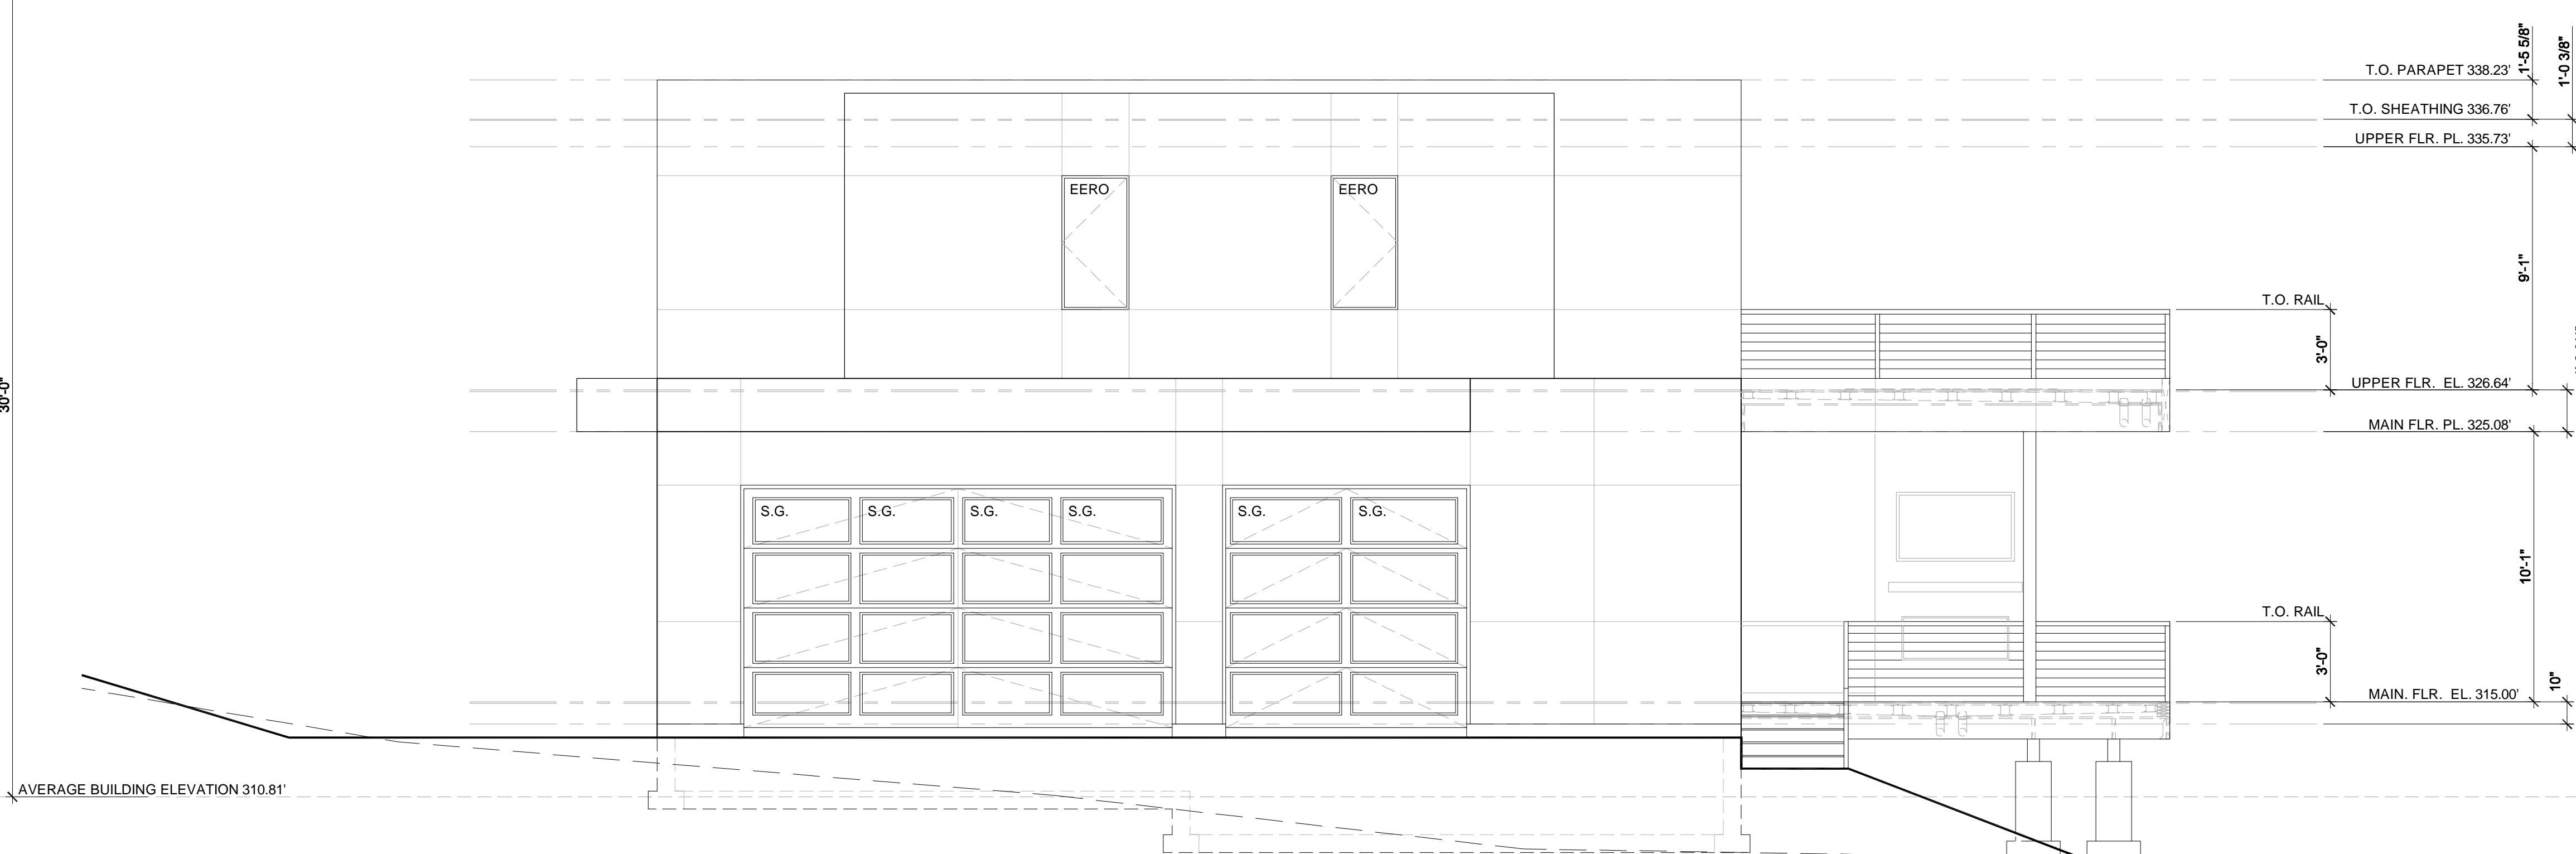 1'-5 5/8"
1'-0 3/8"
T.O. PARAPET 338.23'
T.O. SHEATHING 336.76'
UPPER FLR. PL. 335.73'
EERO
EERO
9'-1"
T.O. RAIL
3'-0"
UPPER FLR. EL. 326.64'
30'-0"
MAIN FLR. PL. 325.08'
S.G.
S.G.
S.G.
S.G.
S.G.
S.G.
10'-1"
T.O. RAIL
3'-0"
10"
MAIN. FLR. EL. 315.00'
AVERAGE BUILDING ELEVATION 310.81'